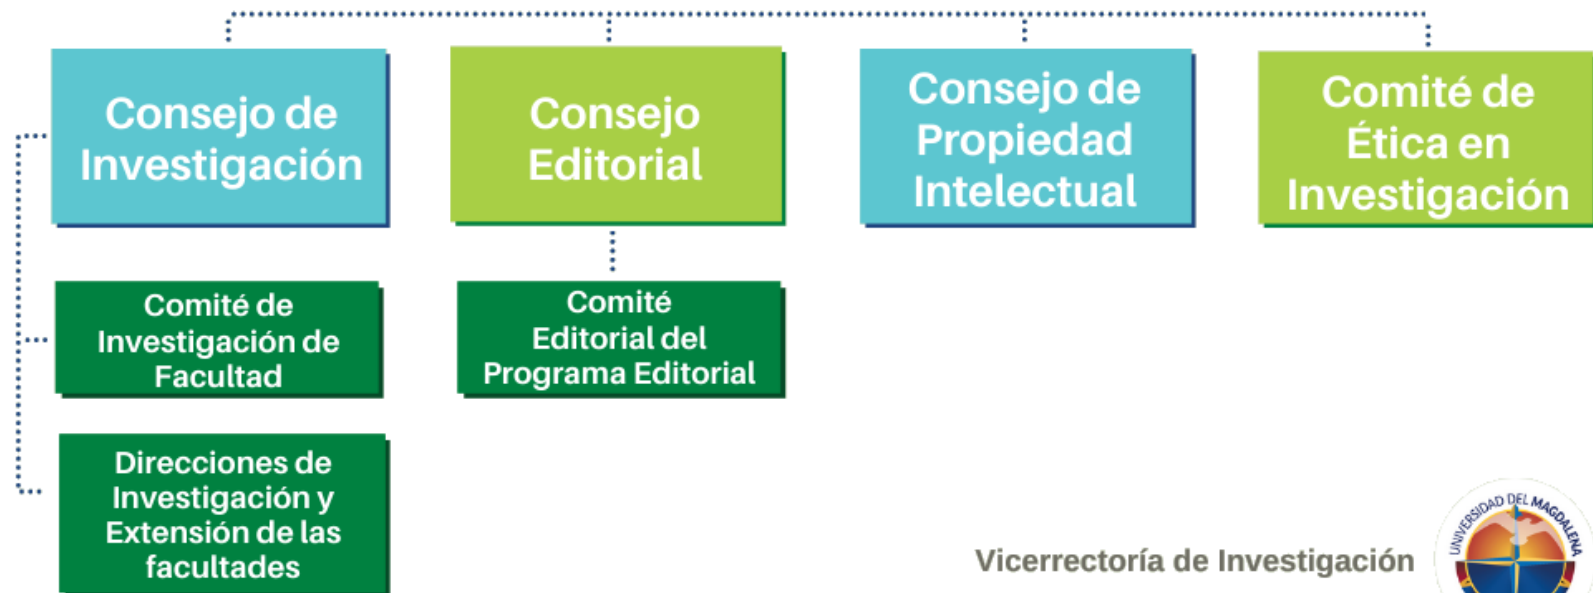 Consejo de
Investigación
Consejo
Editorial
Consejo de
Propiedad
Intelectual
Comité de
Ética en
Investigación
Comité de
Investigación de
Facultad
Comité
Editorial del
Programa Editorial
Direcciones de
Investigación y
Extensión de las
facultades
Vicerrectoría de Investigación
UNIVERSIDAD DEL MAGDALENA